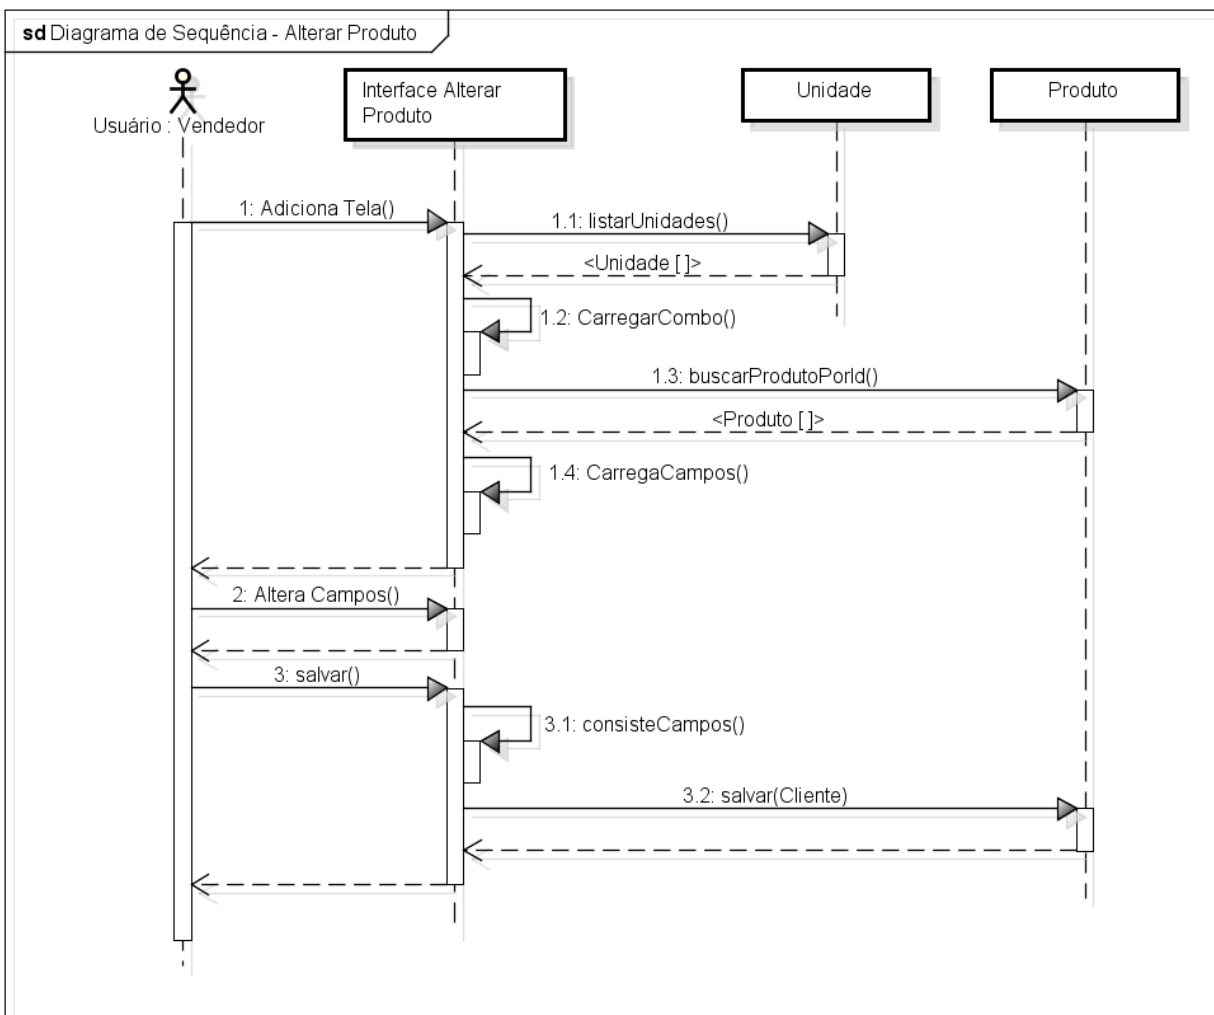 sd Diagrama de Sequência - Alterar Produto
Usuário : Vendedor
Interface Alterar
Produto
Unidade
Produto
1: Adiciona Tela()
1.1: listarUnidades()
<Unidade [ ]>
1.2: CarregarCombo()
1.3: buscarProdutoPorId()
<Produto [ ]>
1.4: CarregaCampos()
2: Altera Campos()
3: salvar()
3.1: consisteCampos()
3.2: salvar(Cliente)